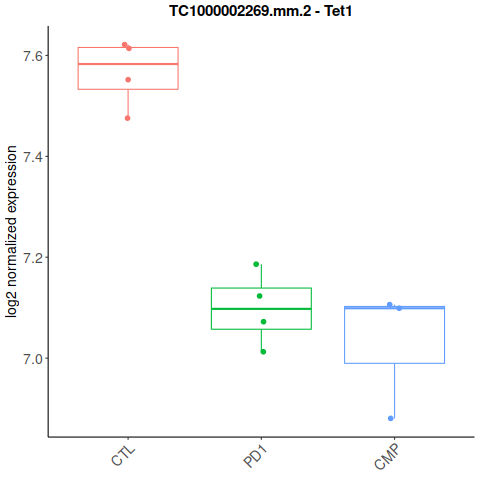 TC1000002269.mm.2 - Tet1
log2 normalized expression
7.6
7.4
7.2
7.0
CTL
PD1
CMP